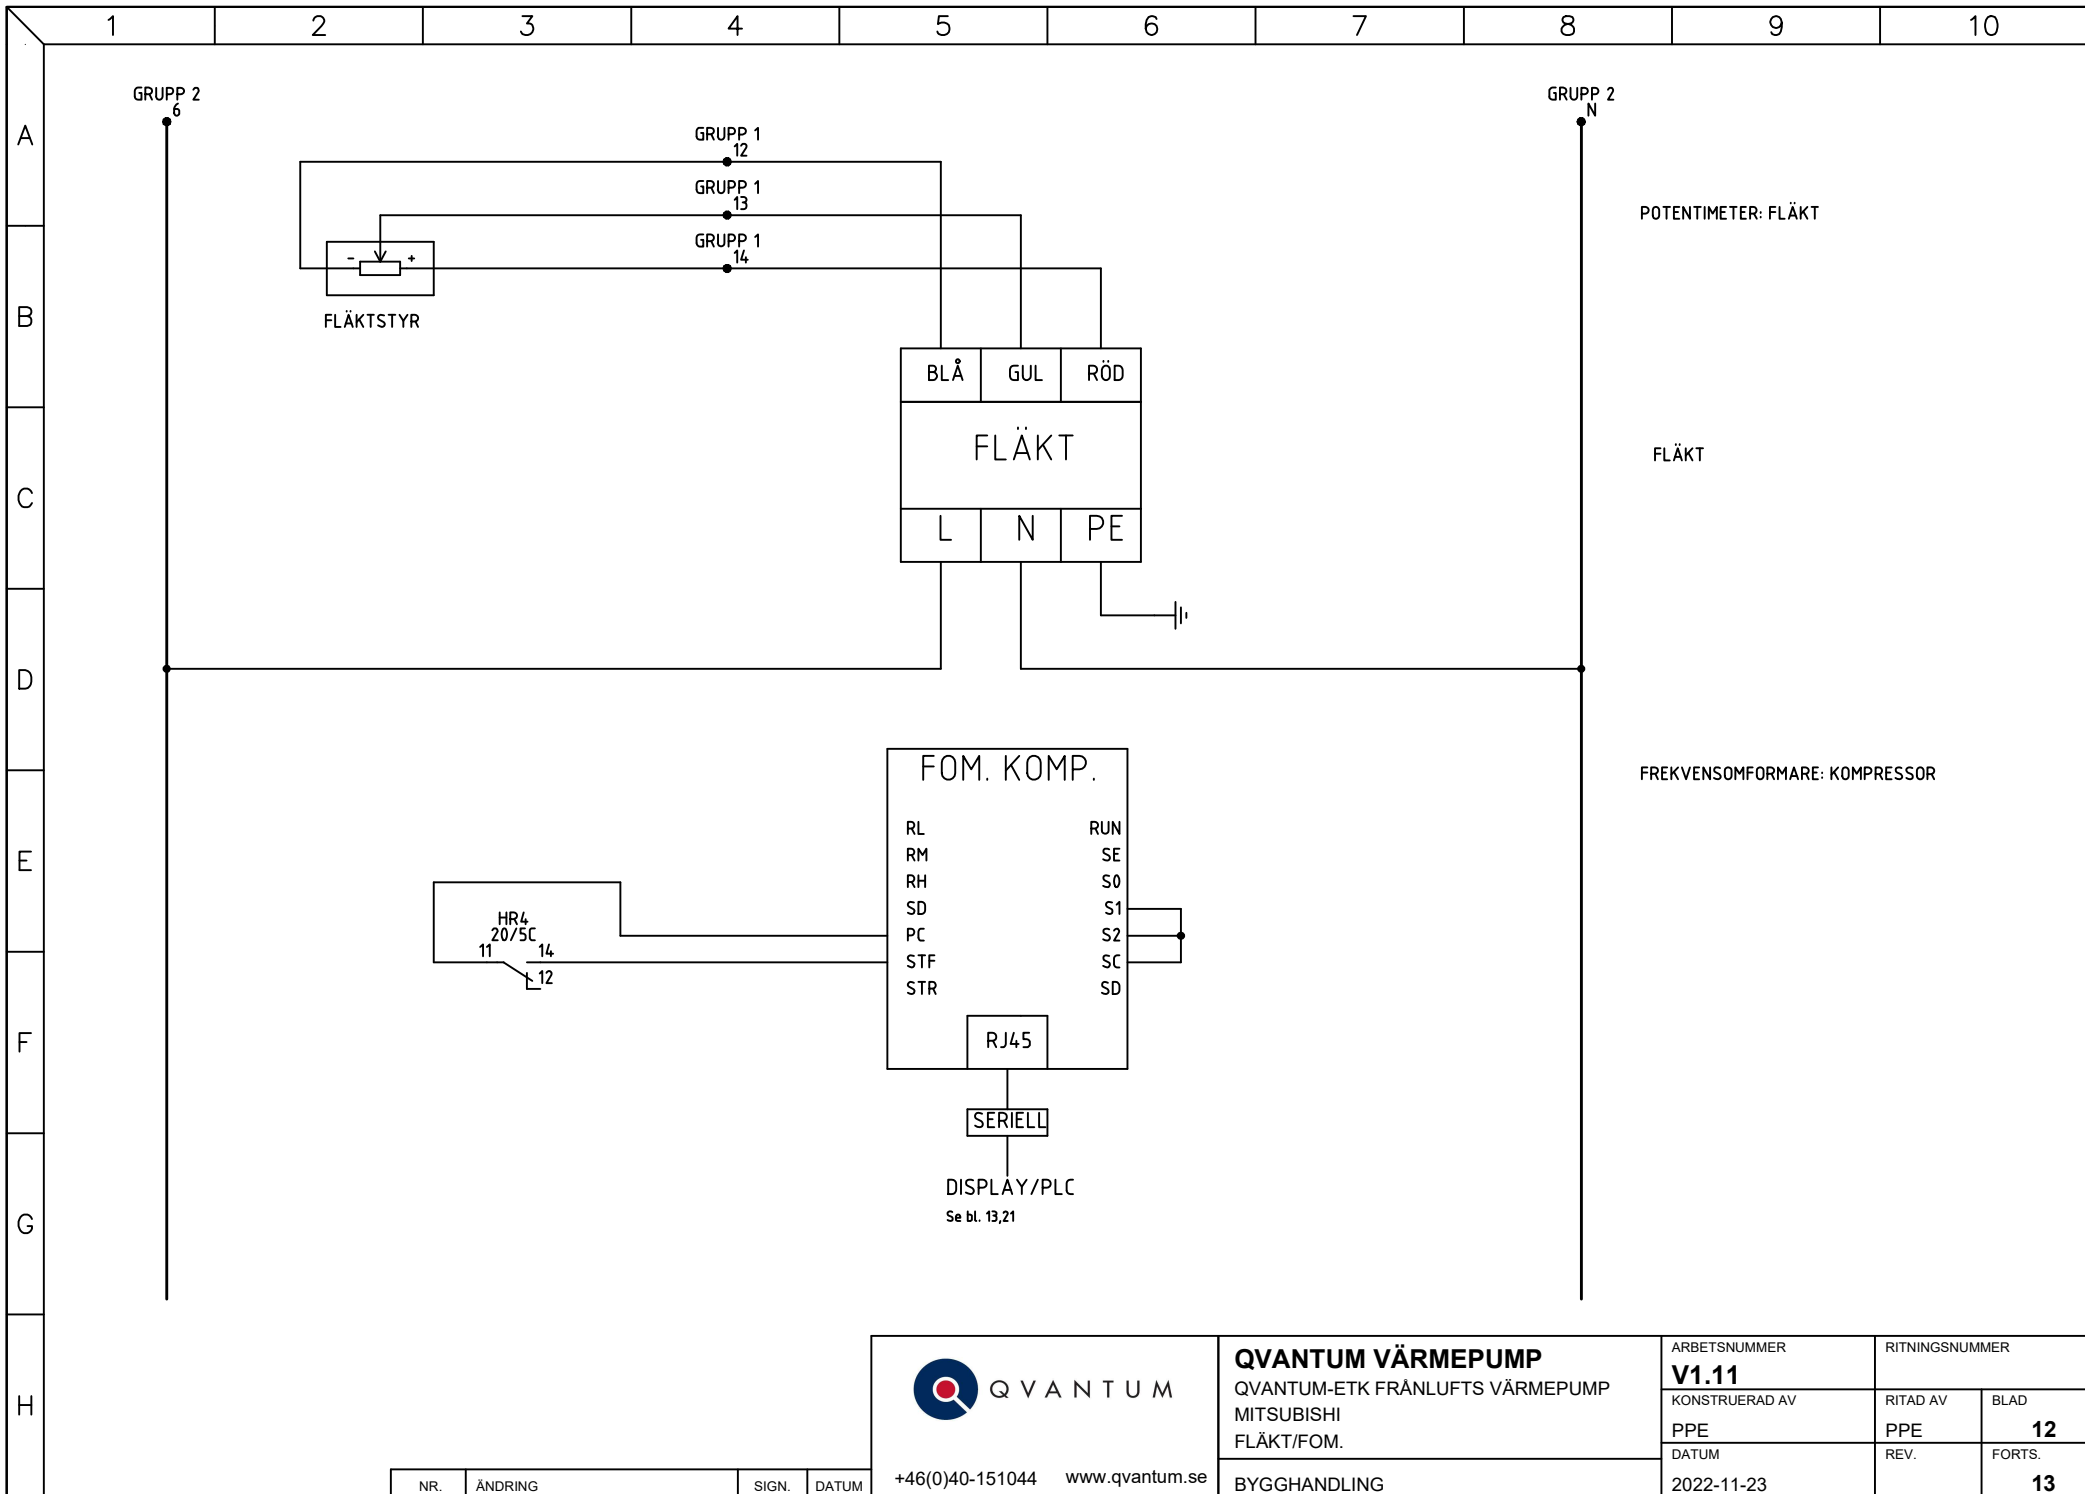 1 2 3 4 5 6 7 8 9 10
A
B
C
D
E
F
G
H
GRUPP 2
6
GRUPP 2
N
GRUPP 1
12
GRUPP 1
13
GRUPP 1
14
POTENTIMETER: FLÄKT
- +
FLÄKTSTYR
BLÅ GUL RÖD
FLÄKT
L N PE
FLÄKT
FOM. KOMP.
FREKVENSOMFORMARE: KOMPRESSOR
RL RUN
RM SE
RH S0
SD S1
PC S2
STF SC
STR SD
HR4
20/5C
11 14
12
RJ45
SERIELL
DISPLAY/PLC
Se bl. 13,21
QVANTUM
+46(0)40-151044 www.qvantum.se
QVANTUM VÄRMEPUMP
QVANTUM-ETK FRÅNLUFTS VÄRMEPUMP
MITSUBISHI
FLÄKT/FOM.
BYGGHANDLING
ARBETSNUMMER
V1.11
RITNINGSNUMMER
KONSTRUERAD AV
PPE
RITAD AV
PPE
BLAD
12
DATUM
2022-11-23
REV.
FORTS.
13
NR. ÄNDRING SIGN. DATUM